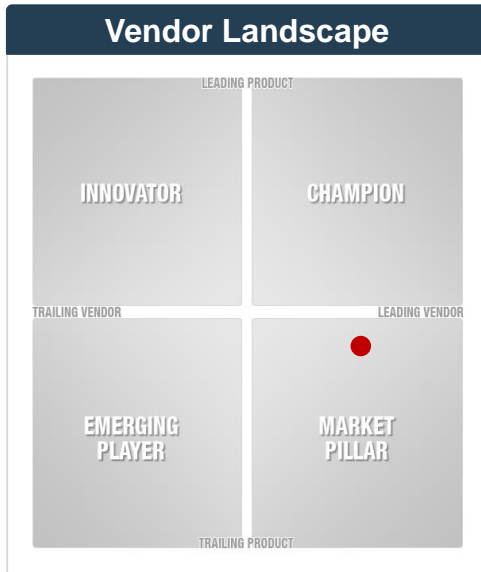 Vendor Landscape
LEADING PRODUCT
INNOVATOR
CHAMPION
TRAILING VENDOR
LEADING VENDOR
EMERGING
PLAYER
MARKET
PILLAR
TRAILING PRODUCT